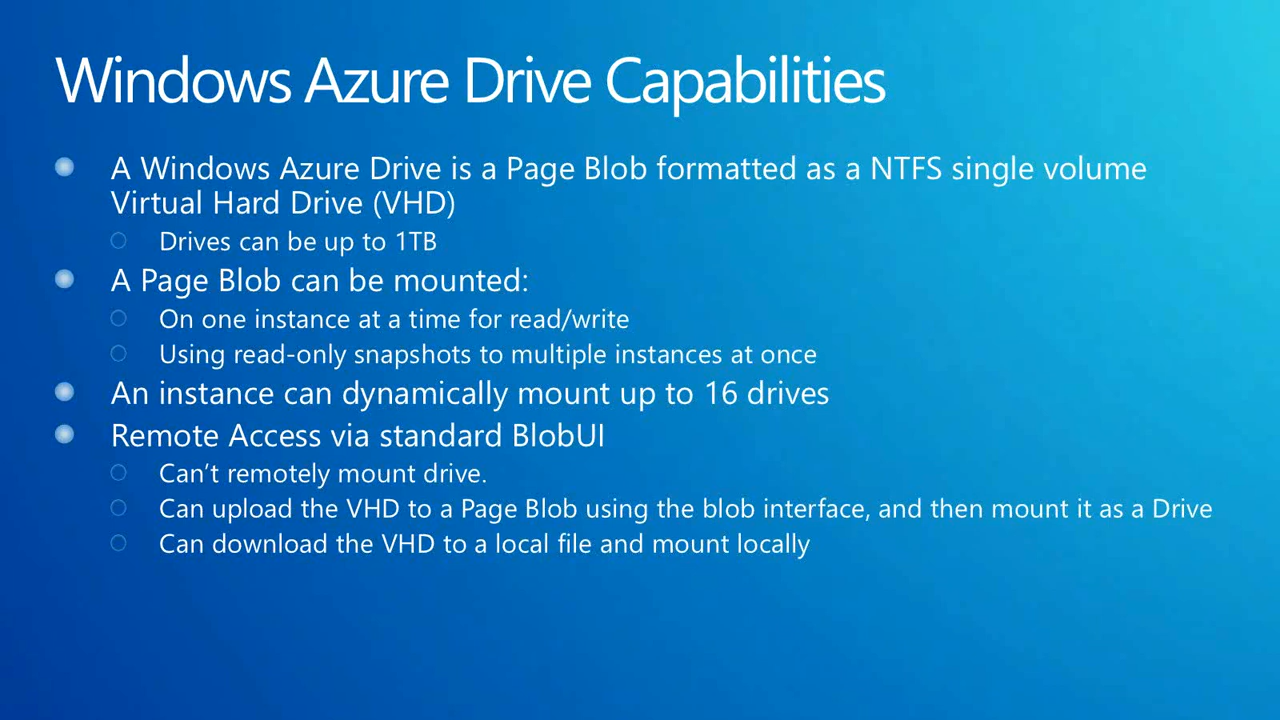 Windows Azure Drive Capabilities
A Windows Azure Drive is a Page Blob formatted as a NTFS single volume
Virtual Hard Drive (VHD)
Drives can be up to 1TB
A Page Blob can be mounted:
On one instance at a time for read/write
Using read-only snapshots to multiple instances at once
An instance can dynamically mount up to 16 drives
Remote Access via standard BlobUI
Can’t remotely mount drive.
Can upload the VHD to a Page Blob using the blob interface, and then mount it as a Drive
Can download the VHD to a local file and mount locally